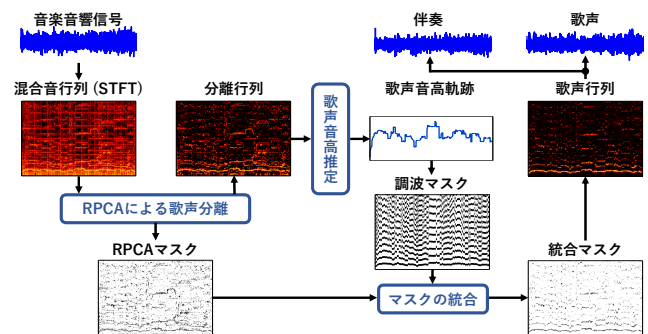 音楽音響信号
伴奏
歌声
混合音行列 (STFT)
分離行列
歌声音高推定
歌声音高軌跡
歌声行列
RPCAによる歌声分離
調波マスク
RPCAマスク
統合マスク
マスクの統合